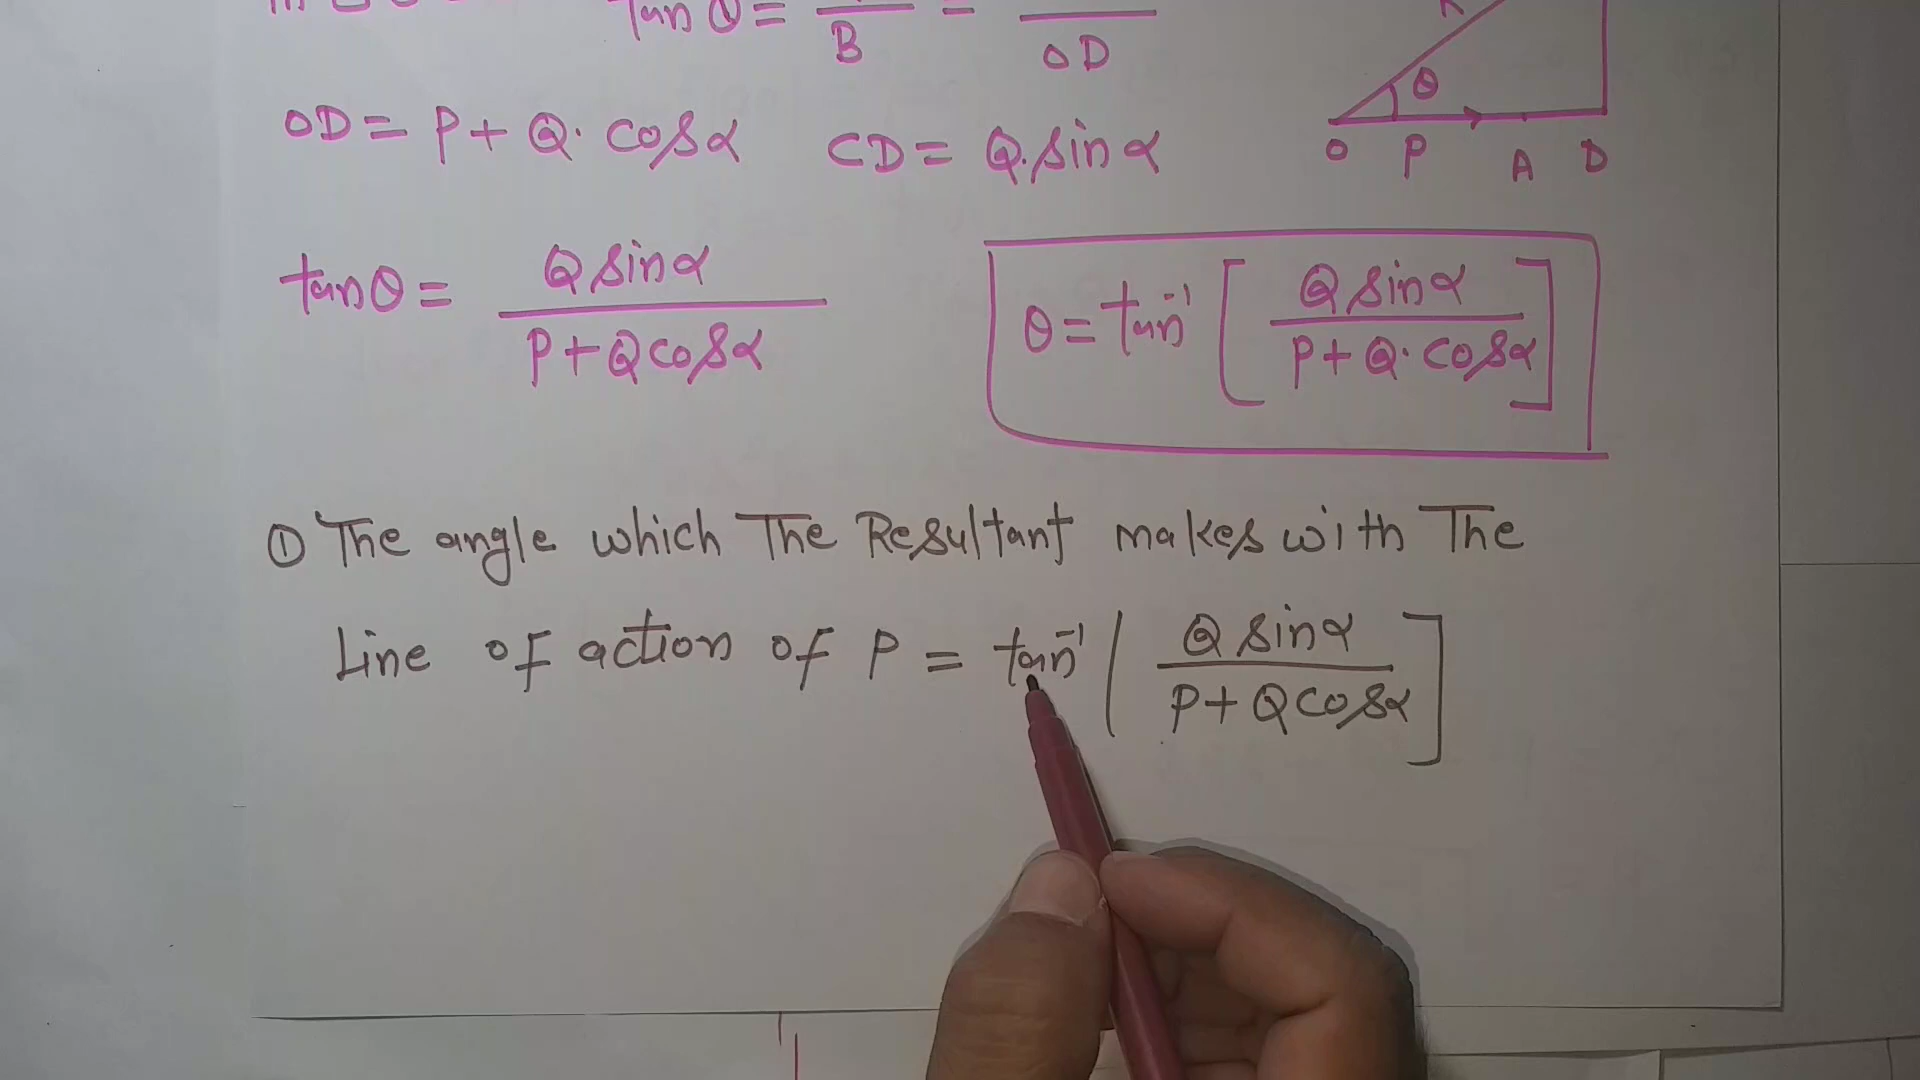 tan θ = /B = /OD
OD = P + Q. cosα CD = Q. sinα
θ
O P A D
tanθ = Q sinα / P + Q cosα
θ = tan⁻¹ [ Q sinα / P + Q. cosα ]
① The angle which The Resultant makes with The
Line of action of P = tan⁻¹ ( Q sinα / P + Q cosα ]